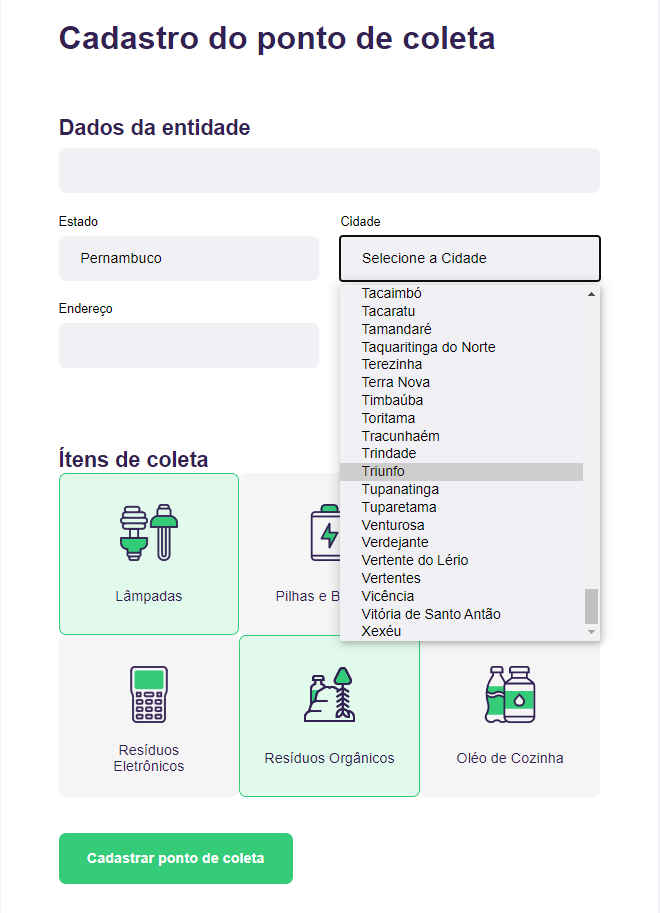 Cadastro do ponto de coleta
Dados da entidade
Estado
Cidade
Pernambuco
Selecione a Cidade
Endereço
Tacaimbó
Tacaratu
Tamandaré
Taquaritinga do Norte
Terezinha
Terra Nova
Timbaúba
Toritama
Tracunhaém
Trindade
Triunfo
Tupanatinga
Tuparetama
Venturosa
Verdejante
Vertente do Lério
Vertentes
Vicência
Vitória de Santo Antão
Xexéu
Ítens de coleta
Lâmpadas
Pilhas e B
Resíduos
Eletrônicos
Resíduos Orgânicos
Oléo de Cozinha
Cadastrar ponto de coleta